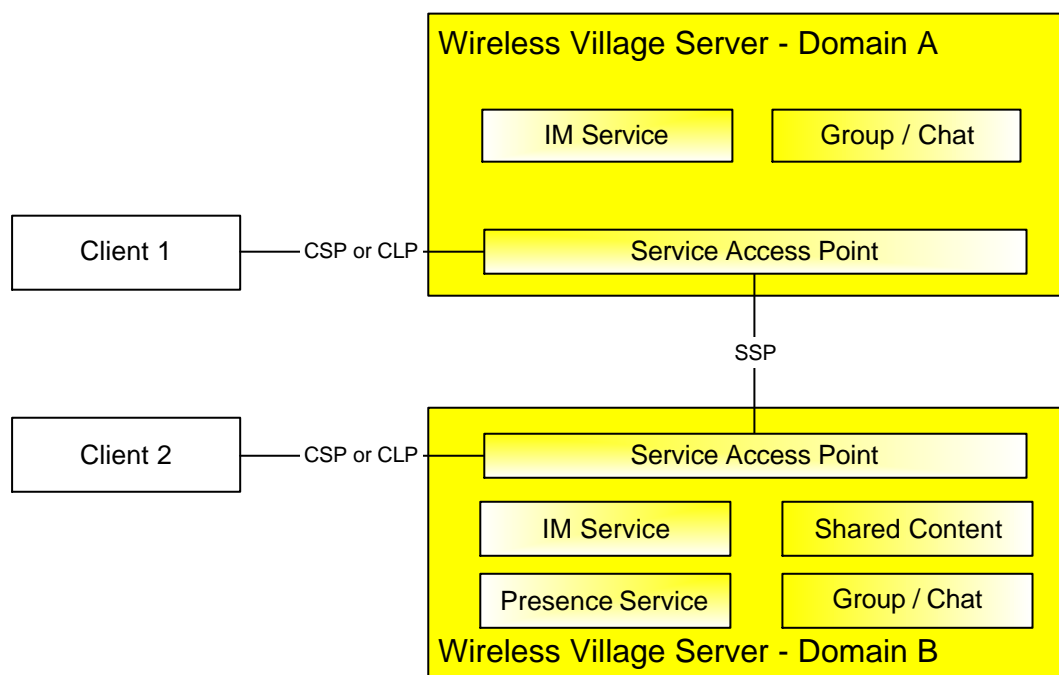 Wireless Village Server - Domain A
IM Service
Group / Chat
Client 1
CSP or CLP
Service Access Point
SSP
Client 2
CSP or CLP
Service Access Point
IM Service
Shared Content
Presence Service
Group / Chat
Wireless Village Server - Domain B